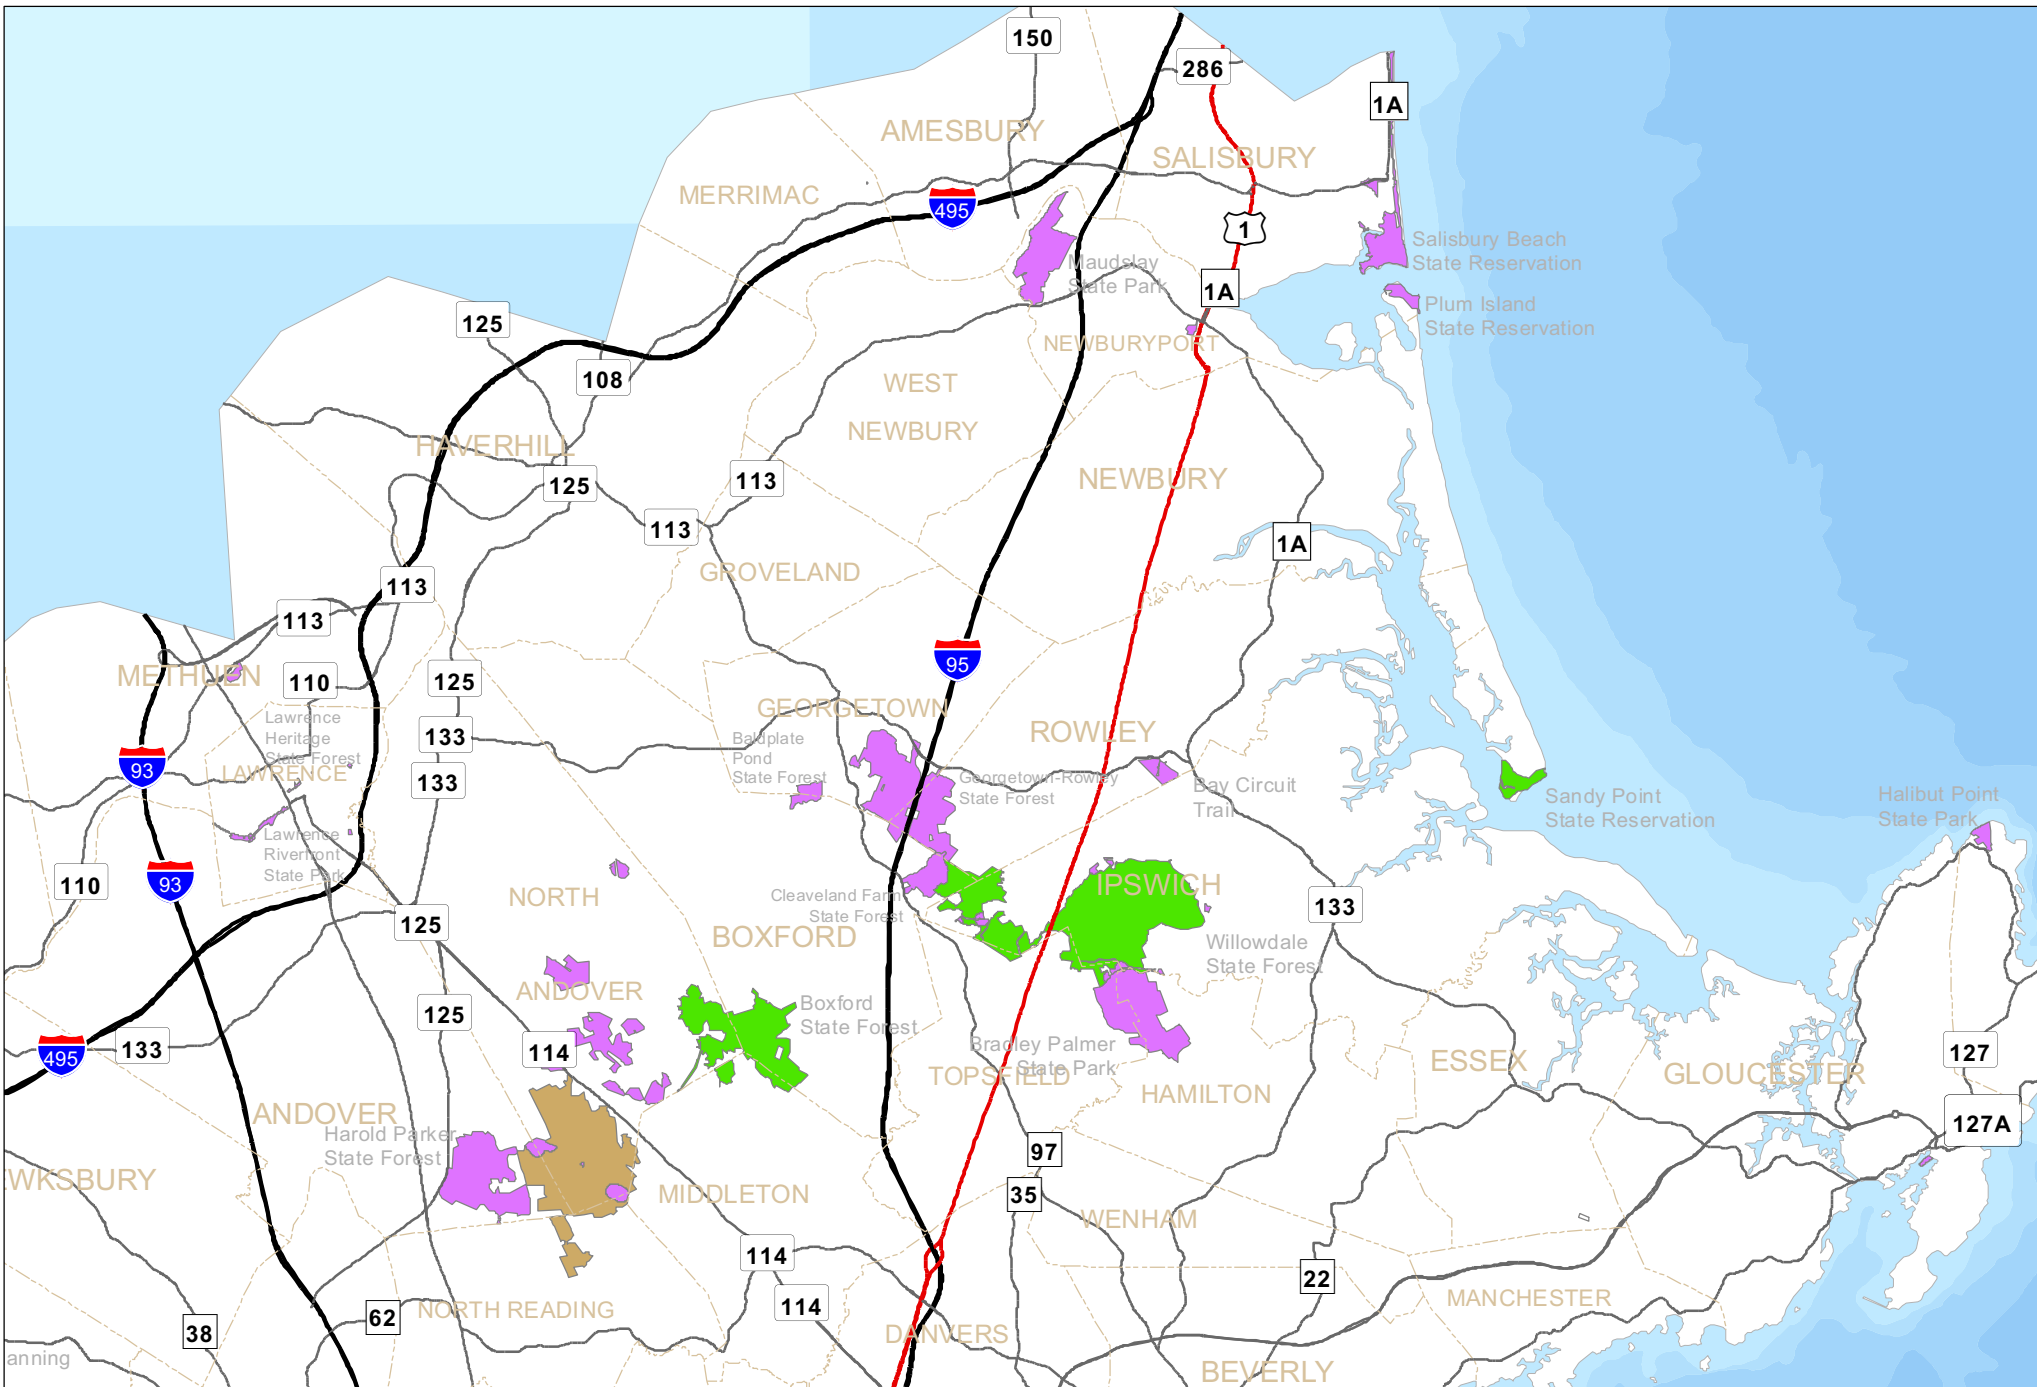 150
286
1A
AMESBURY
SALISBURY
MERRIMAC
495
1
Salisbury Beach
State Reservation
Maudslay
State Park
1A
Plum Island
State Reservation
125
NEWBURYPORT
108
WEST
NEWBURY
HAVERHILL
125
113
NEWBURY
113
1A
GROVELAND
113
113
95
METHUEN
110
125
GEORGETOWN
Lawrence
Heritage
State Forest
133
ROWLEY
Baldplate
Pond
State Forest
93
LAWRENCE
133
Georgetown-Rowley
State Forest
Bay Circuit
Trail
Sandy Point
State Reservation
Halibut Point
State Park
Lawrence
Riverfront
State Park
110
93
NORTH
IPSWICH
Cleaveland Farm
State Forest
133
125
BOXFORD
Willowdale
State Forest
ANDOVER
125
Boxford
State Forest
495
133
114
Bradley Palmer
State Park
ESSEX
127
TOPSFIELD
GLOUCESTER
HAMILTON
ANDOVER
Harold Parker
State Forest
127A
97
EWKSBURY
MIDDLETON
35
WENHAM
114
22
114
NORTH READING
62
38
MANCHESTER
DANVERS
anning
BEVERLY